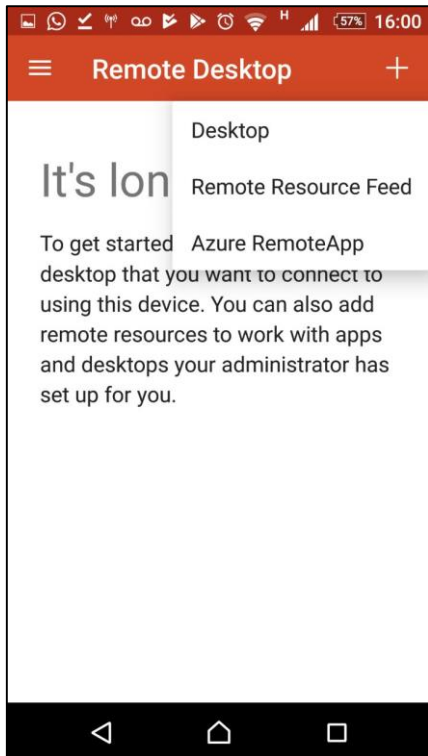 H 57% 16:00
Remote Desktop
Desktop
It's lon
Remote Resource Feed
To get started
Azure RemoteApp
desktop that you want to connect to
using this device. You can also add
remote resources to work with apps
and desktops your administrator has
set up for you.